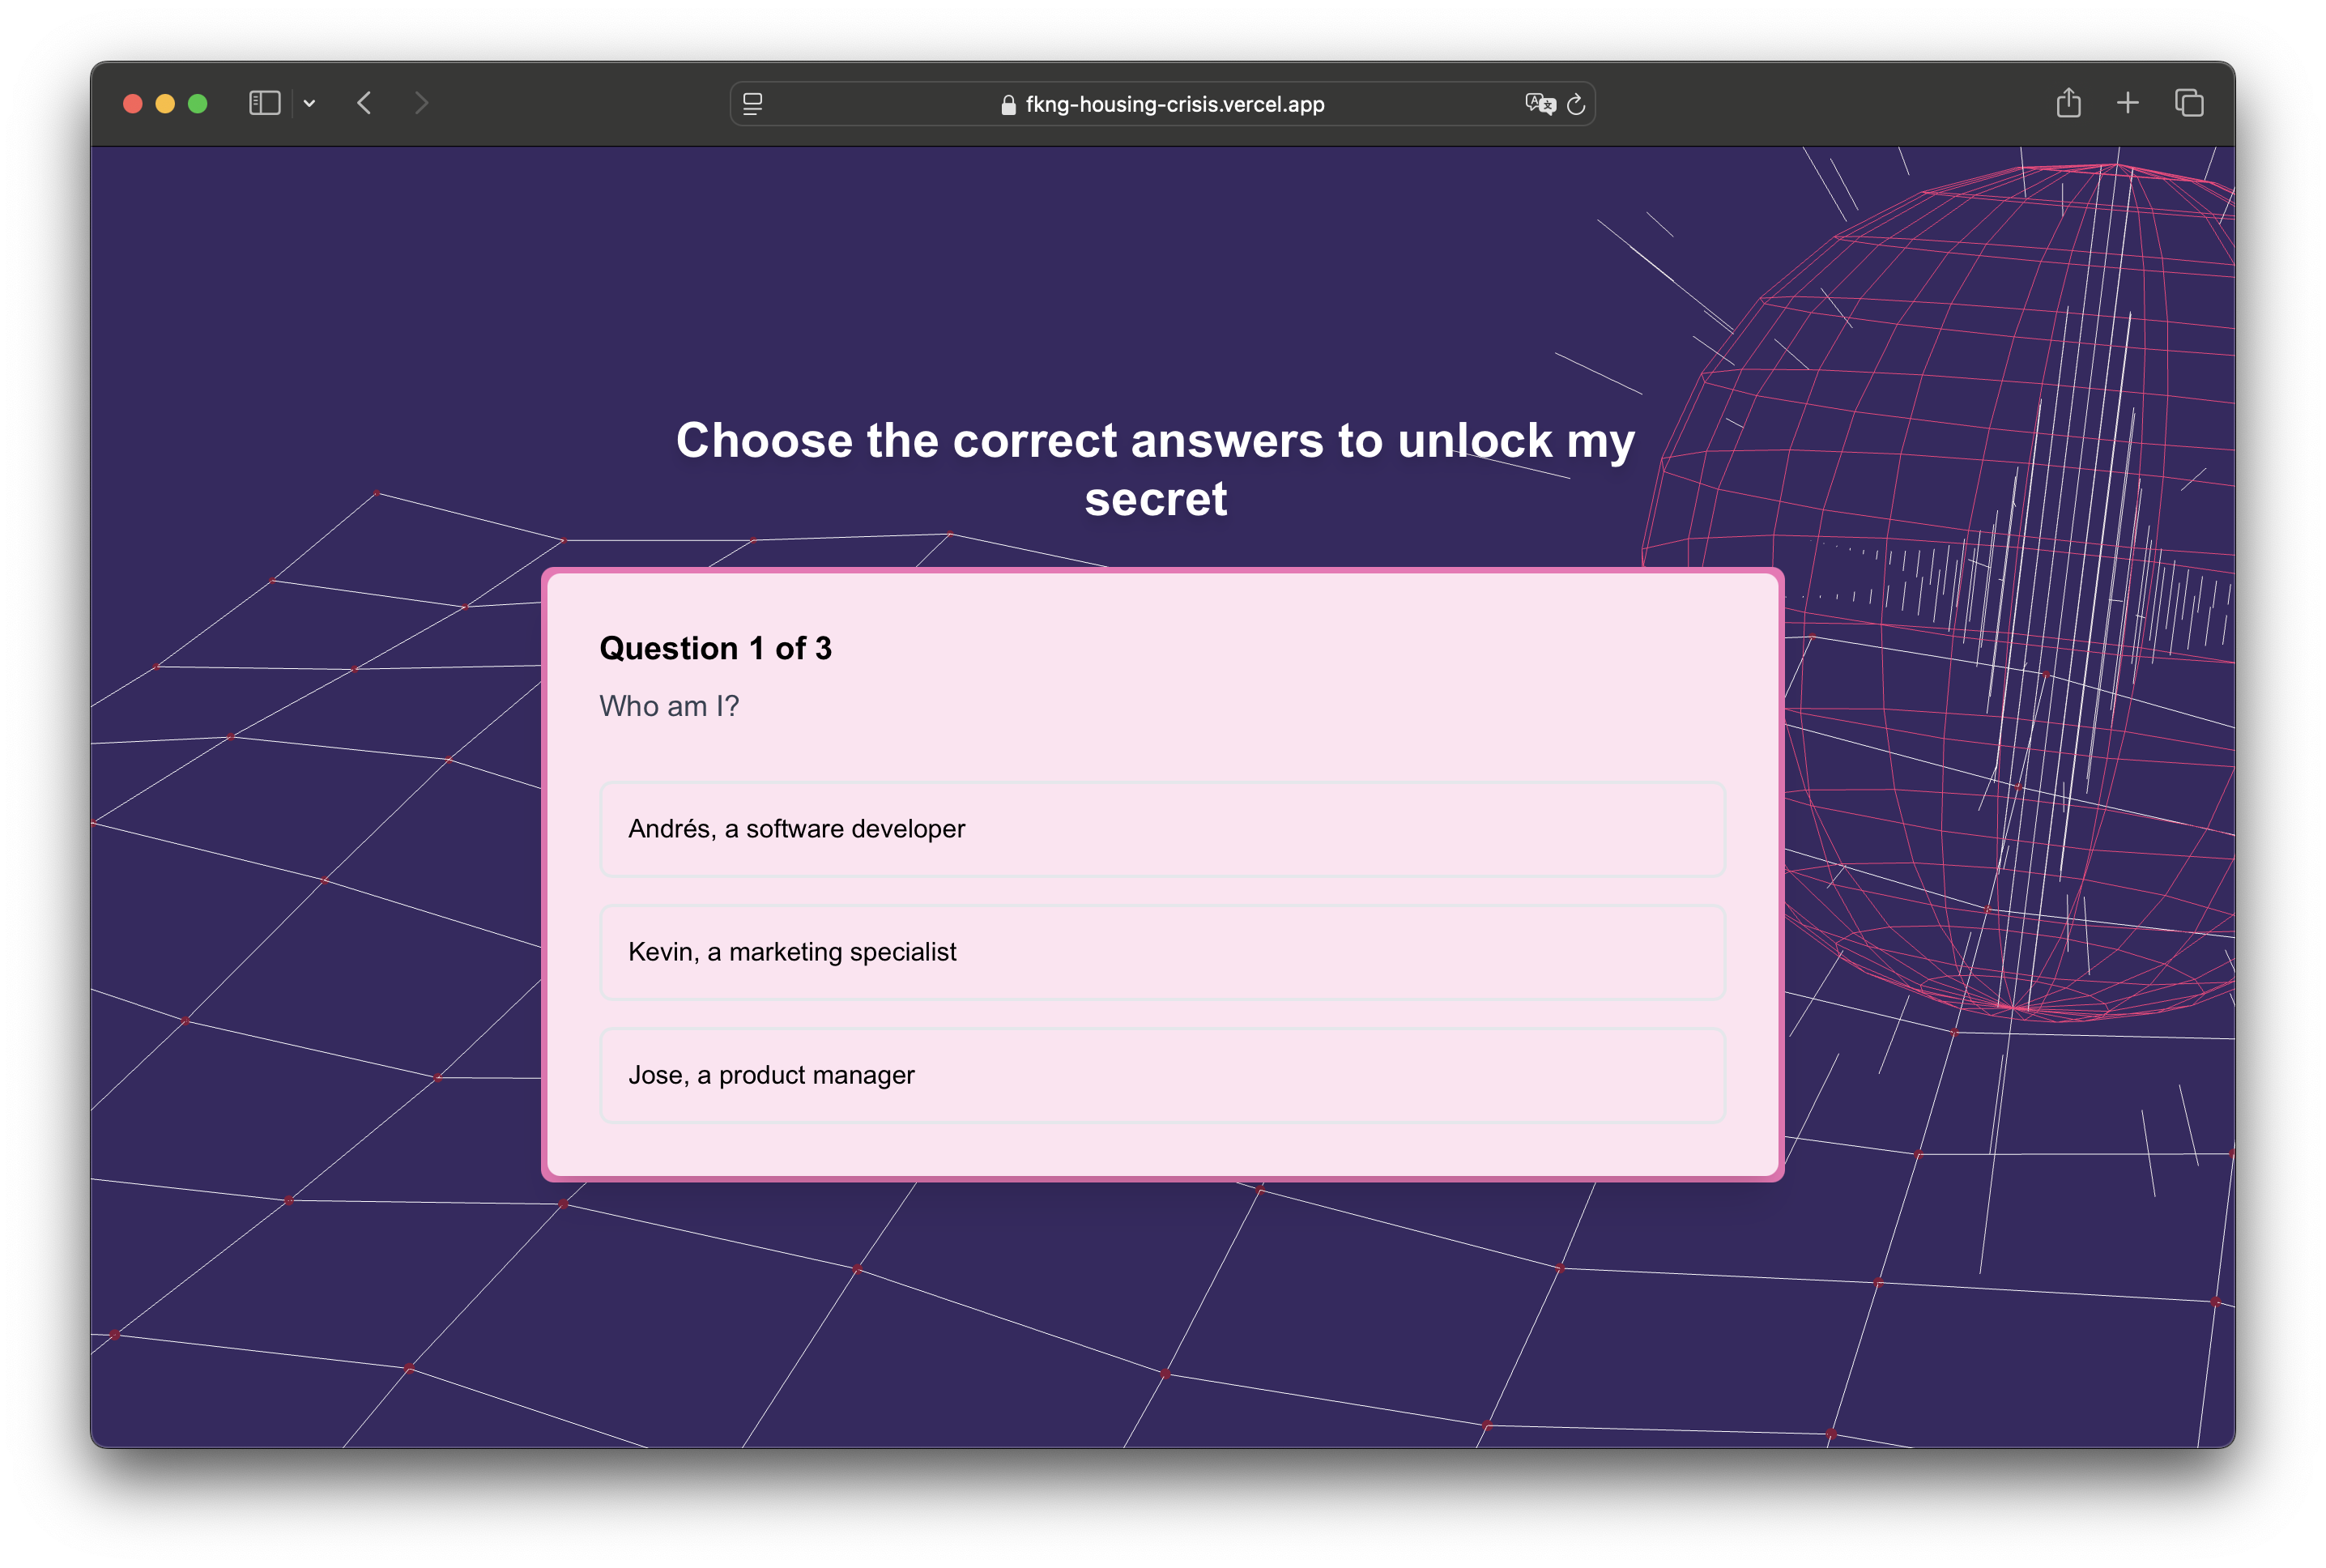 fkng-housing-crisis.vercel.app
Choose the correct answers to unlock my
secret
Question 1 of 3
Who am I?
Andrés, a software developer
Kevin, a marketing specialist
Jose, a product manager